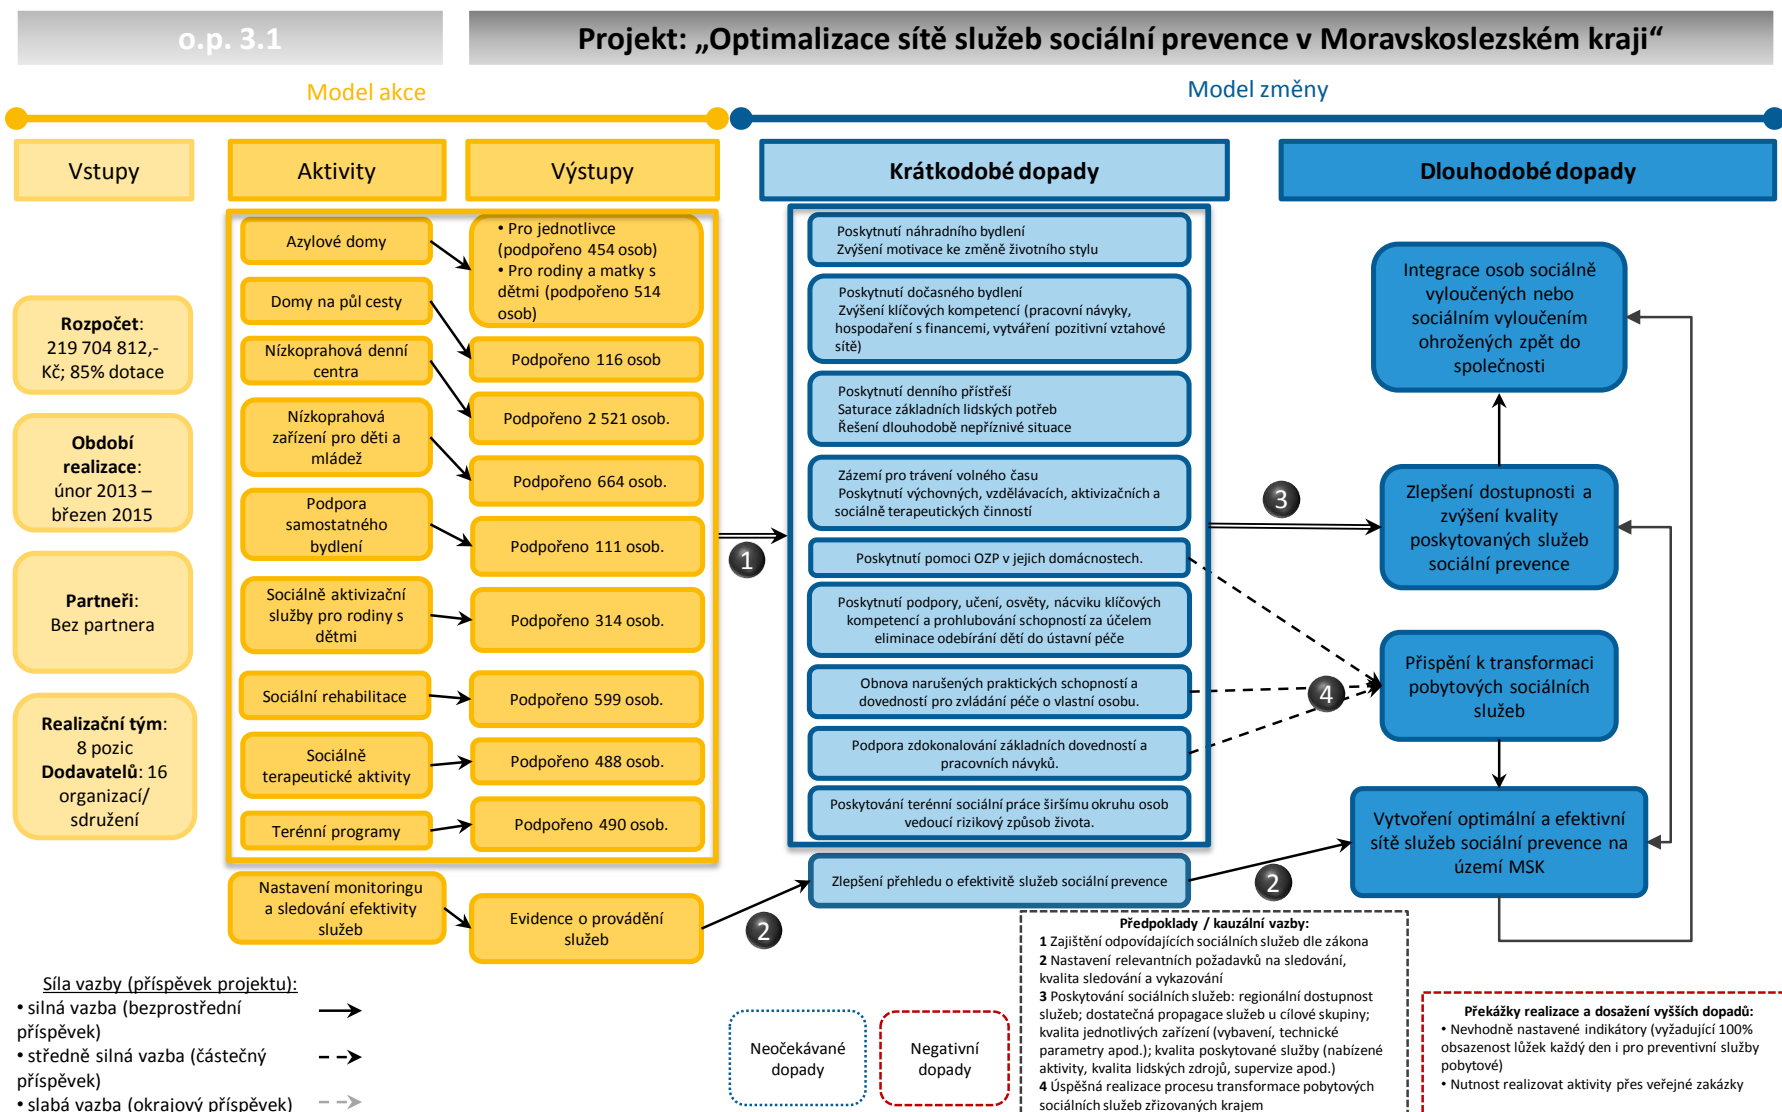 o.p. 3.1
Projekt: „Optimalizace sítě služeb sociální prevence v Moravskoslezském kraji“
Model akce
Model změny
Vstupy
Aktivity
Výstupy
Krátkodobé dopady
Dlouhodobé dopady
Rozpočet:
219 704 812,-
Kč; 85% dotace
Období
realizace:
únor 2013 –
březen 2015
Partneři:
Bez partnera
Realizační tým:
8 pozic
Dodavatelů: 16
organizací/
sdružení
Azylové domy
Domy na půl cesty
Nízkoprahová denní
centra
Nízkoprahová
zařízení pro děti a
mládež
Podpora
samostatného
bydlení
Sociálně aktivizační
služby pro rodiny s
dětmi
Sociální rehabilitace
Sociálně
terapeutické aktivity
Terénní programy
Nastavení monitoringu
a sledování efektivity
služeb
• Pro jednotlivce
(podpořeno 454 osob)
• Pro rodiny a matky s
dětmi (podpořeno 514
osob)
Podpořeno 116 osob
Podpořeno 2 521 osob.
Podpořeno 664 osob.
Podpořeno 111 osob.
Podpořeno 314 osob.
Podpořeno 599 osob.
Podpořeno 488 osob.
Podpořeno 490 osob.
Evidence o provádění
služeb
1
2
Poskytnutí náhradního bydlení
Zvýšení motivace ke změně životního stylu
Poskytnutí dočasného bydlení
Zvýšení klíčových kompetencí (pracovní návyky,
hospodaření s financemi, vytváření pozitivní vztahové
sítě)
Poskytnutí denního přístřeší
Saturace základních lidských potřeb
Řešení dlouhodobě nepříznivé situace
Zázemí pro trávení volného času
Poskytnutí výchovných, vzdělávacích, aktivizačních a
sociálně terapeutických činností
Poskytnutí pomoci OZP v jejich domácnostech.
Poskytnutí podpory, učení, osvěty, nácviku klíčových
kompetencí a prohlubování schopností za účelem
eliminace odebírání dětí do ústavní péče
Obnova narušených praktických schopností a
dovedností pro zvládání péče o vlastní osobu.
Podpora zdokonalování základních dovedností a
pracovních návyků.
Poskytování terénní sociální práce širšímu okruhu osob
vedoucí rizikový způsob života.
Zlepšení přehledu o efektivitě služeb sociální prevence
3
4
2
Integrace osob sociálně
vyloučených nebo
sociálním vyloučením
ohrožených zpět do
společnosti
Zlepšení dostupnosti a
zvýšení kvality
poskytovaných služeb
sociální prevence
Přispění k transformaci
pobytových sociálních
služeb
Vytvoření optimální a efektivní
sítě služeb sociální prevence na
území MSK
Síla vazby (příspěvek projektu):
• silná vazba (bezprostřední
příspěvek)
• středně silná vazba (částečný
příspěvek)
• slabá vazba (okrajový příspěvek)
Neočekávané
dopady
Negativní
dopady
Předpoklady / kauzální vazby:
1 Zajištění odpovídajících sociálních služeb dle zákona
2 Nastavení relevantních požadavků na sledování,
kvalita sledování a vykazování
3 Poskytování sociálních služeb: regionální dostupnost
služeb; dostatečná propagace služeb u cílové skupiny;
kvalita jednotlivých zařízení (vybavení, technické
parametry apod.); kvalita poskytované služby (nabízené
aktivity, kvalita lidských zdrojů, supervize apod.)
4 Úspěšná realizace procesu transformace pobytových
sociálních služeb zřizovaných krajem
Překážky realizace a dosažení vyšších dopadů:
• Nevhodně nastavené indikátory (vyžadující 100%
obsazenost lůžek každý den i pro preventivní služby
pobytové)
• Nutnost realizovat aktivity přes veřejné zakázky